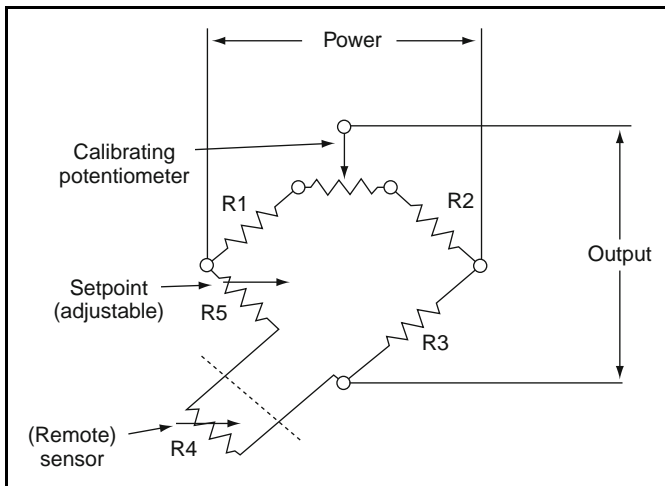 Power
Calibrating
potentiometer
R1
R2
Setpoint
(adjustable)
R5
Output
R3
(Remote)
sensor
R4